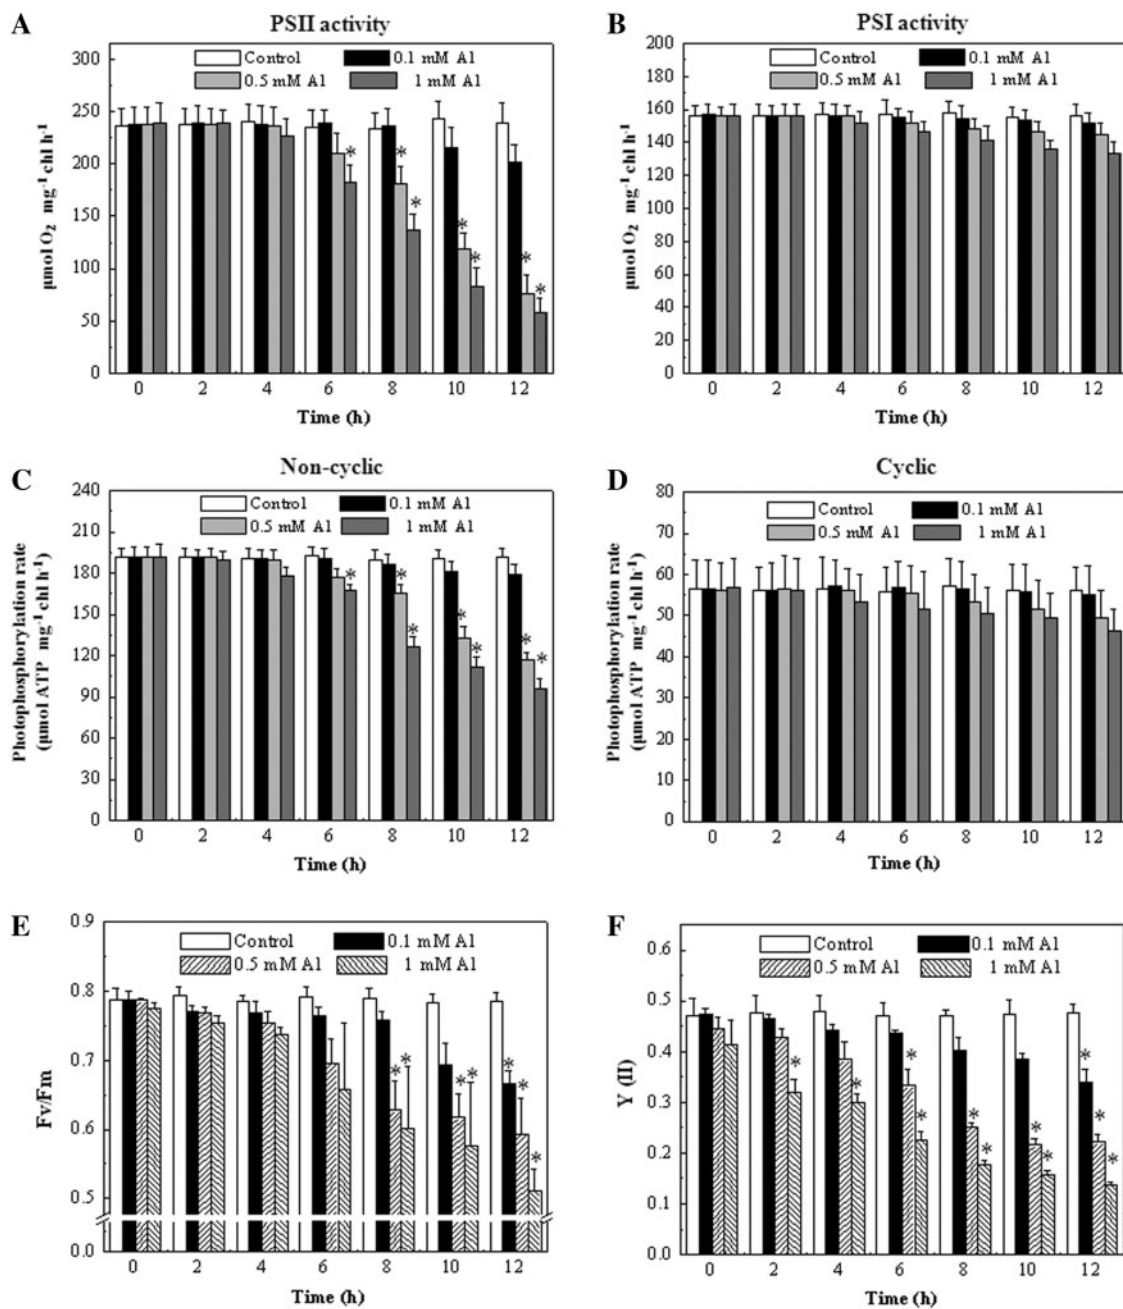 A
PSII activity
Control
0.1 mM Al
0.5 mM Al
1 mM Al
300
250
200
150
100
50
0
µmol O₂ mg⁻¹ chl h⁻¹
* * * * * * * *
0 2 4 6 8 10 12
Time (h)
B
PSI activity
Control
0.1 mM Al
0.5 mM Al
1 mM Al
200
180
160
140
120
100
80
60
40
20
0
µmol O₂ mg⁻¹ chl h⁻¹
0 2 4 6 8 10 12
Time (h)
C
Non-cyclic
Control
0.1 mM Al
0.5 mM Al
1 mM Al
240
210
180
150
120
90
60
30
0
Photophosphorylation rate
(µmol ATP mg⁻¹ chl h⁻¹)
* * * * * * *
0 2 4 6 8 10 12
Time (h)
D
Cyclic
Control
0.1 mM Al
0.5 mM Al
1 mM Al
80
70
60
50
40
30
20
10
0
Photophosphorylation rate
(µmol ATP mg⁻¹ chl h⁻¹)
0 2 4 6 8 10 12
Time (h)
E
Control
0.1 mM Al
0.5 mM Al
1 mM Al
0.9
0.8
0.7
0.6
0.5
0.0
Fv/Fm
* * * * * * *
0 2 4 6 8 10 12
Time (h)
F
Control
0.1 mM Al
0.5 mM Al
1 mM Al
0.6
0.5
0.4
0.3
0.2
0.1
0.0
Y (II)
* * * * * * * * * * *
0 2 4 6 8 10 12
Time (h)